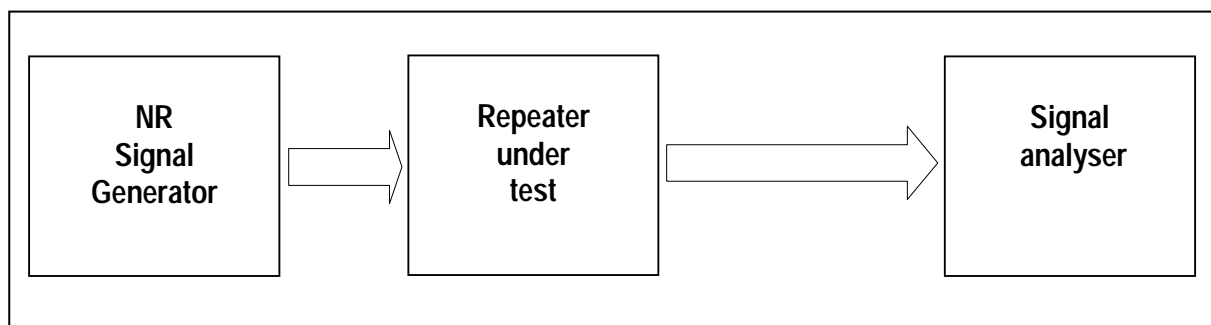 NR
Signal
Generator
Repeater
under
test
Signal
analyser